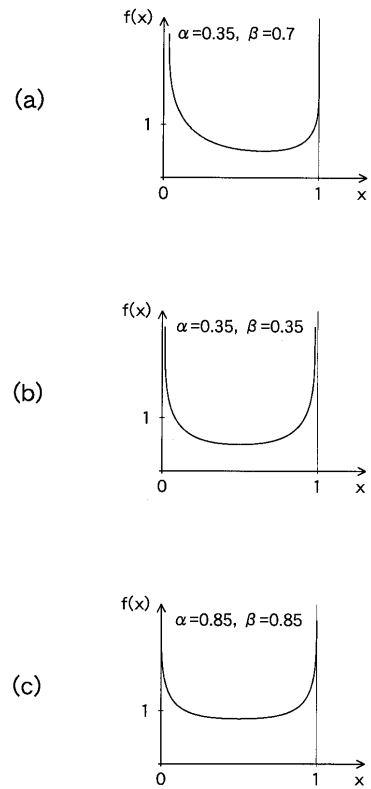 f(x)
α=0.35, β=0.7
(a)
1
0
1
x
f(x)
α=0.35, β=0.35
(b)
1
0
1
x
f(x)
α=0.85, β=0.85
(c)
1
0
1
x